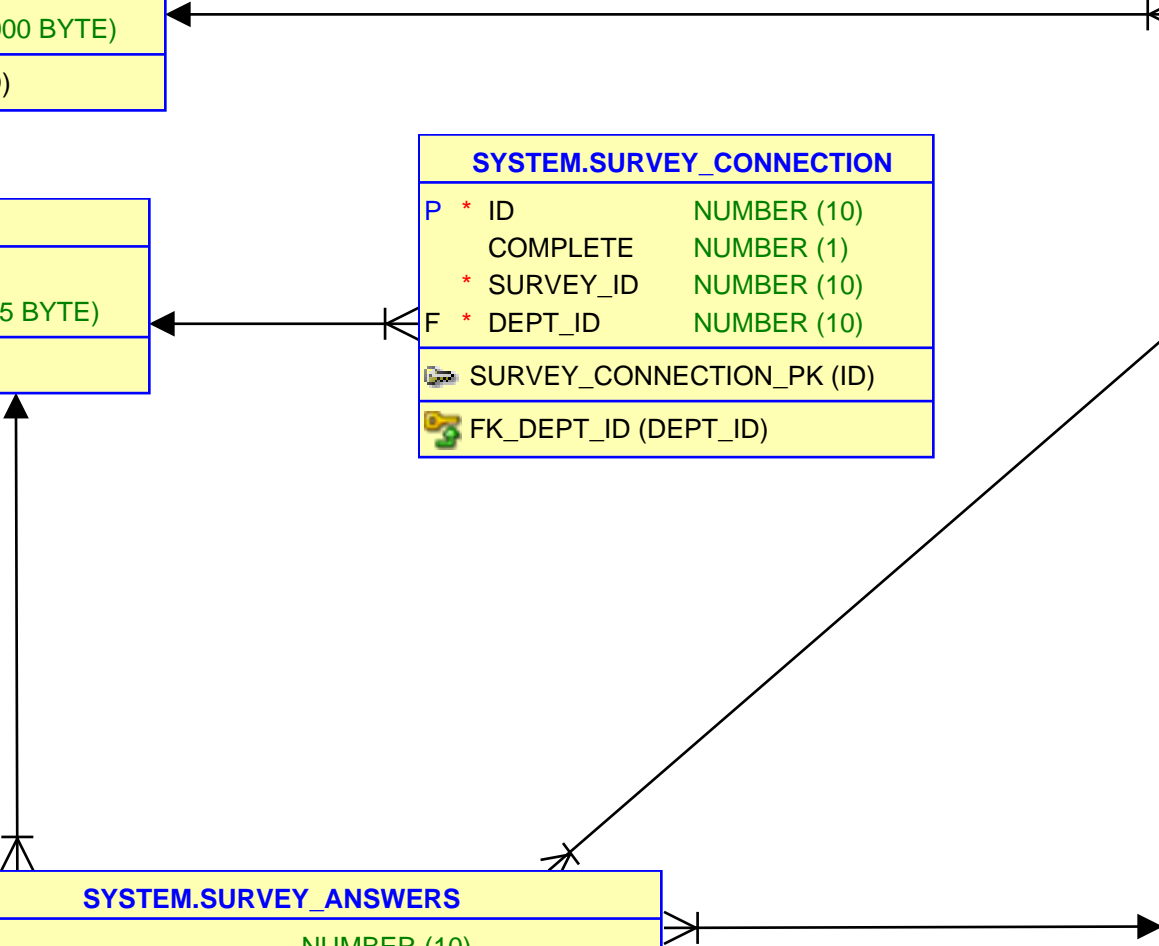 00 BYTE)
)
SYSTEM.SURVEY_CONNECTION
P * ID NUMBER (10)
COMPLETE NUMBER (1)
* SURVEY_ID NUMBER (10)
F * DEPT_ID NUMBER (10)
SURVEY_CONNECTION_PK (ID)
FK_DEPT_ID (DEPT_ID)
5 BYTE)
SYSTEM.SURVEY_ANSWERS
NUMBER (10)